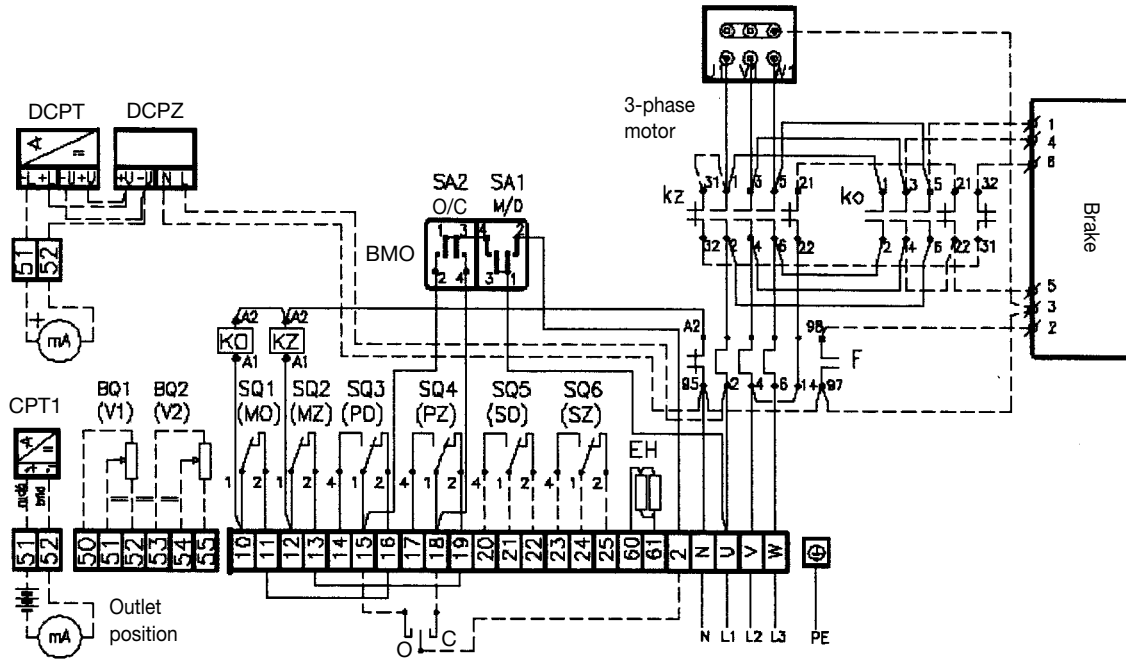 DCPT DCPZ
-L +L -U +U
+U -U N L
51 52
+
mA
CPT1
BQ1
(V1)
BQ2
(V2)
51 52
50 51 52 53 54 55
mA
Outlet
position
SA2
O/C
SA1
M/D
BMO
1 3 4 2
2 4 3 1
A2 A2
KO KZ
A1 A1
SQ1
(MO)
SQ2
(MZ)
SQ3
(PD)
SQ4
(PZ)
SQ5
(SD)
SQ6
(SZ)
EH
1 2 1 2 4 1 2 4 1 2 4 1 2 4 1 2
10 11 12 13 14 15 16 17 18 19 20 21 22 23 24 25 60 61 2 N U V W
O C
N L1 L2 L3 PE
3-phase
motor
kz
31 1 3 5 21
32 2 4 6 22
ko
1 3 5 21 32
2 14 6 22 31
A2 98
F
95 2 4 6 14 97
1
4
6
5
3
2
Brake